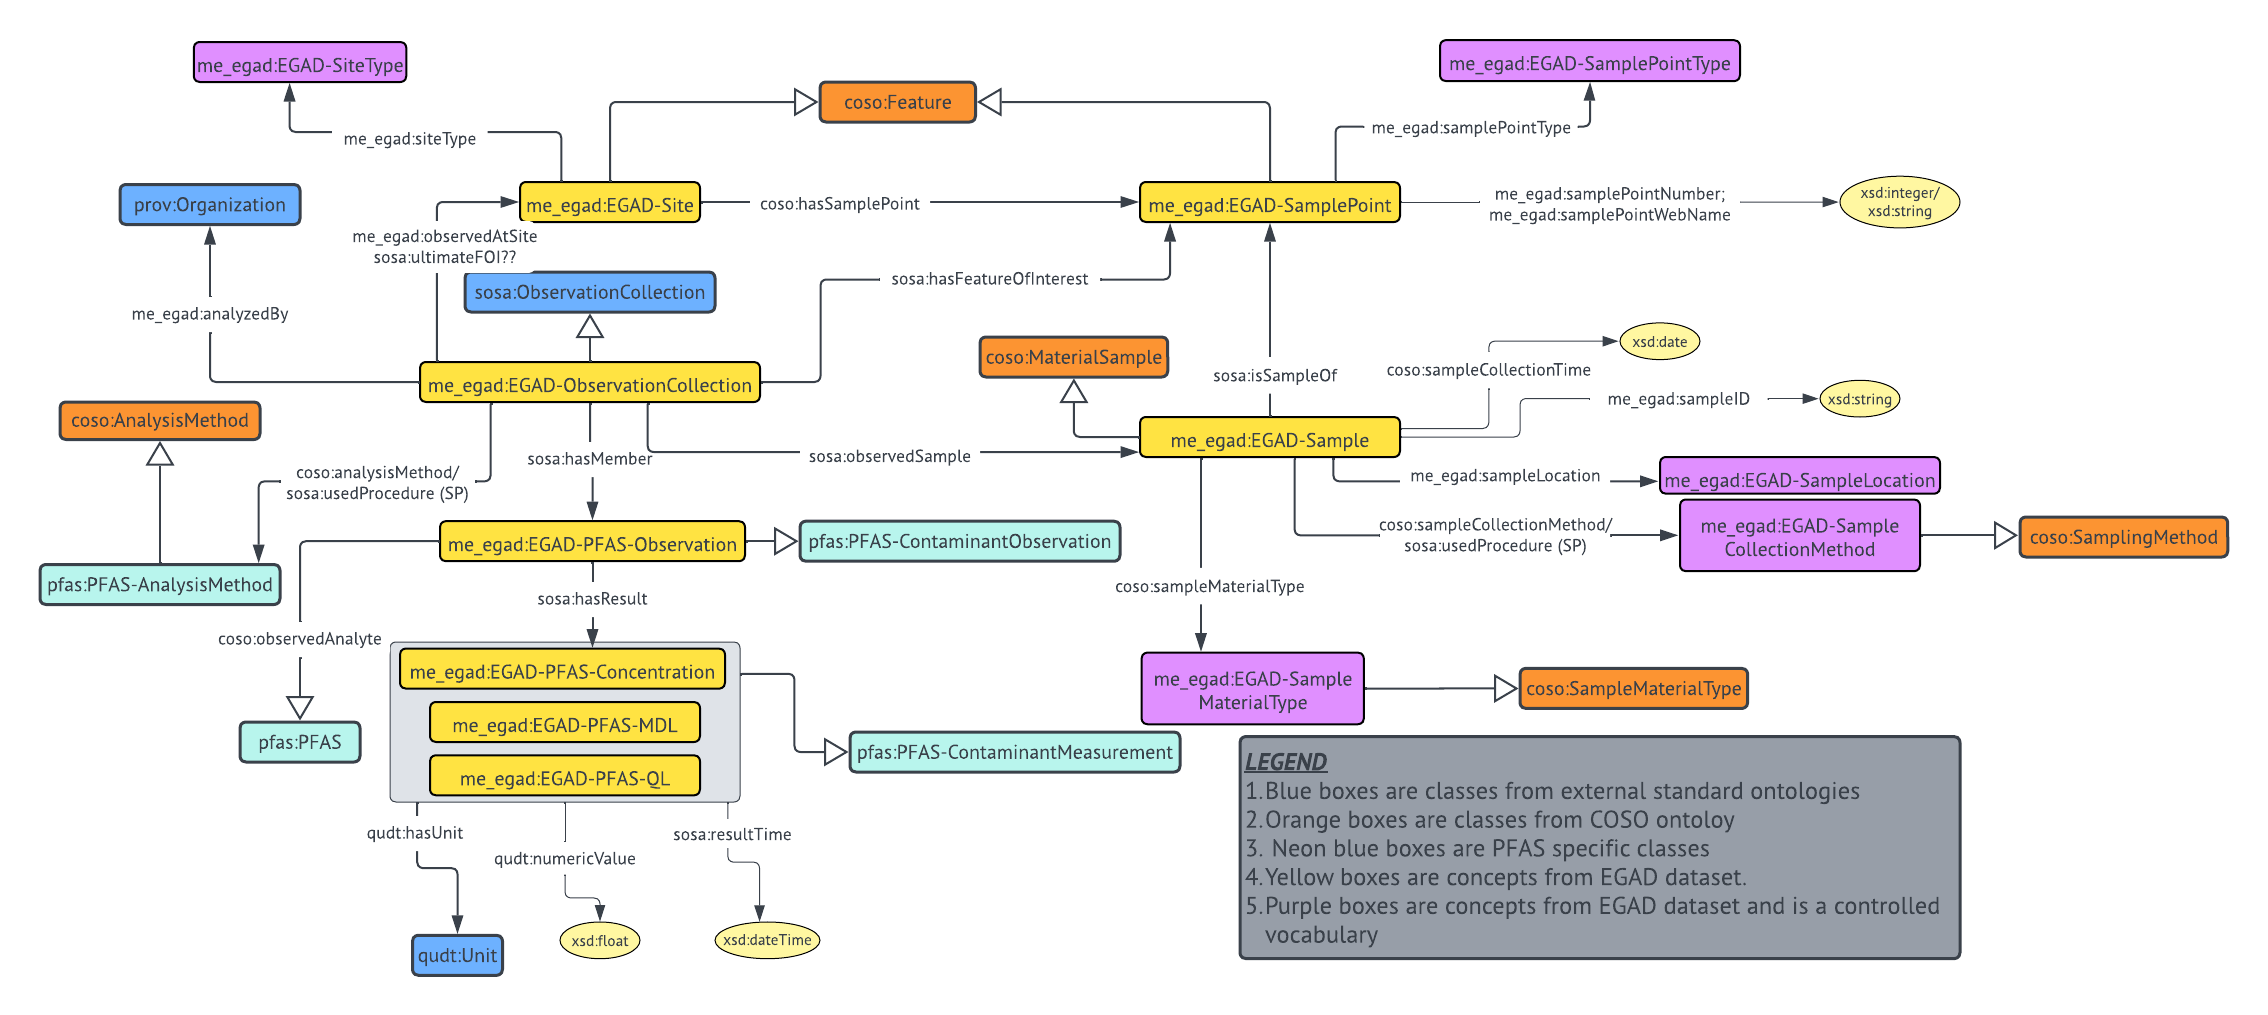 me_egad:EGAD-SiteType
me_egad:EGAD-SamplePointType
coso:Feature
me_egad:siteType
me_egad:samplePointType
prov:Organization
me_egad:EGAD-Site
coso:hasSamplePoint
me_egad:EGAD-SamplePoint
me_egad:samplePointNumber;
me_egad:samplePointWebName
xsd:integer/
xsd:string
me_egad:observedAtSite
sosa:ultimateFOI??
sosa:ObservationCollection
sosa:hasFeatureOfInterest
me_egad:analyzedBy
coso:MaterialSample
xsd:date
me_egad:EGAD-ObservationCollection
sosa:isSampleOf
coso:sampleCollectionTime
me_egad:sampleID
xsd:string
coso:AnalysisMethod
me_egad:EGAD-Sample
sosa:hasMember
sosa:observedSample
coso:analysisMethod/
sosa:usedProcedure (SP)
me_egad:sampleLocation
me_egad:EGAD-SampleLocation
coso:sampleCollectionMethod/
sosa:usedProcedure (SP)
me_egad:EGAD-Sample
CollectionMethod
coso:SamplingMethod
me_egad:EGAD-PFAS-Observation
pfas:PFAS-ContaminantObservation
pfas:PFAS-AnalysisMethod
sosa:hasResult
coso:sampleMaterialType
coso:observedAnalyte
me_egad:EGAD-PFAS-Concentration
me_egad:EGAD-Sample
MaterialType
coso:SampleMaterialType
me_egad:EGAD-PFAS-MDL
pfas:PFAS
pfas:PFAS-ContaminantMeasurement
me_egad:EGAD-PFAS-QL
qudt:hasUnit
qudt:numericValue
sosa:resultTime
qudt:Unit
xsd:float
xsd:dateTime
LEGEND
1.Blue boxes are classes from external standard ontologies
2.Orange boxes are classes from COSO ontoloy
3. Neon blue boxes are PFAS specific classes
4.Yellow boxes are concepts from EGAD dataset.
5.Purple boxes are concepts from EGAD dataset and is a controlled
vocabulary